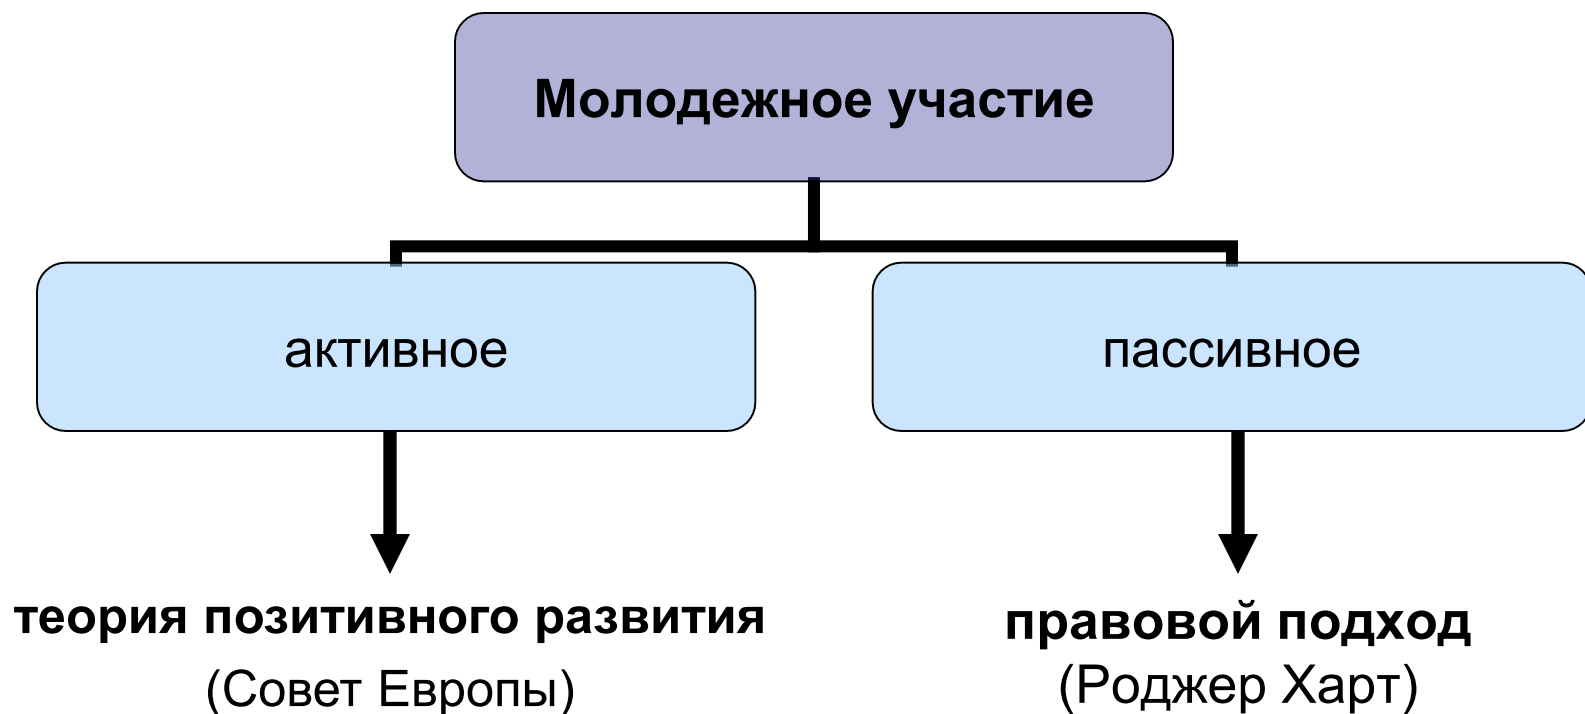 Молодежное участие
активное
пассивное
теория позитивного развития
(Совет Европы)
правовой подход
(Роджер Харт)